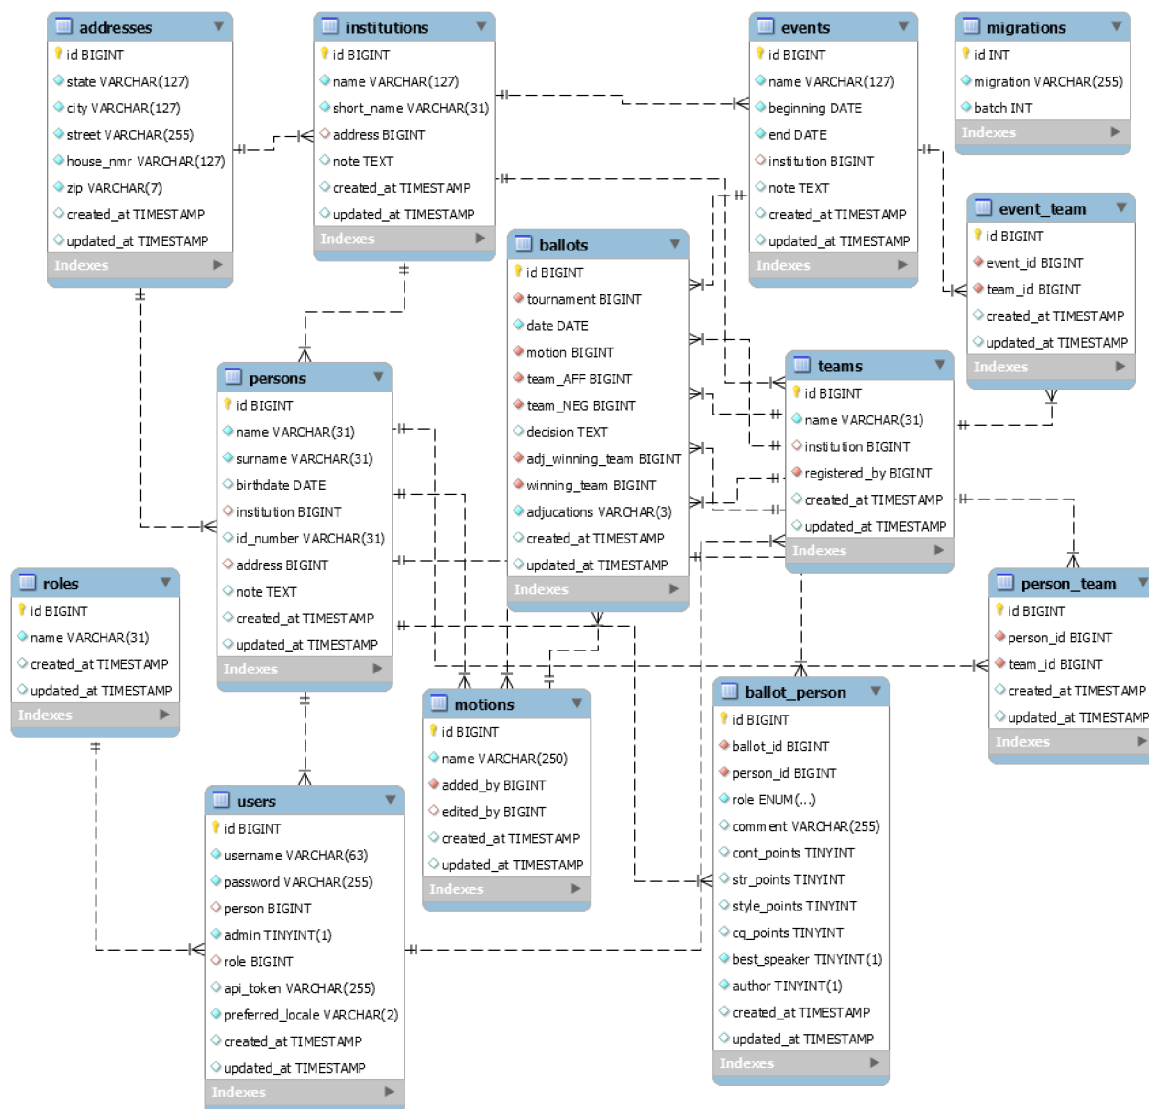 addresses
id BIGINT
state VARCHAR(127)
city VARCHAR(127)
street VARCHAR(255)
house_nmr VARCHAR(127)
zip VARCHAR(7)
created_at TIMESTAMP
updated_at TIMESTAMP
Indexes
institutions
id BIGINT
name VARCHAR(127)
short_name VARCHAR(31)
address BIGINT
note TEXT
created_at TIMESTAMP
updated_at TIMESTAMP
Indexes
events
id BIGINT
name VARCHAR(127)
beginning DATE
end DATE
institution BIGINT
note TEXT
created_at TIMESTAMP
updated_at TIMESTAMP
Indexes
migrations
id INT
migration VARCHAR(255)
batch INT
Indexes
event_team
id BIGINT
event_id BIGINT
team_id BIGINT
created_at TIMESTAMP
updated_at TIMESTAMP
Indexes
ballots
id BIGINT
tournament BIGINT
date DATE
motion BIGINT
team_AFF BIGINT
team_NEG BIGINT
decision TEXT
adj_winning_team BIGINT
winning_team BIGINT
adjucations VARCHAR(3)
created_at TIMESTAMP
updated_at TIMESTAMP
Indexes
teams
id BIGINT
name VARCHAR(31)
institution BIGINT
registered_by BIGINT
created_at TIMESTAMP
updated_at TIMESTAMP
Indexes
persons
id BIGINT
name VARCHAR(31)
surname VARCHAR(31)
birthdate DATE
institution BIGINT
id_number VARCHAR(31)
address BIGINT
note TEXT
created_at TIMESTAMP
updated_at TIMESTAMP
Indexes
roles
id BIGINT
name VARCHAR(31)
created_at TIMESTAMP
updated_at TIMESTAMP
Indexes
person_team
id BIGINT
person_id BIGINT
team_id BIGINT
created_at TIMESTAMP
updated_at TIMESTAMP
Indexes
motions
id BIGINT
name VARCHAR(250)
added_by BIGINT
edited_by BIGINT
created_at TIMESTAMP
updated_at TIMESTAMP
Indexes
ballot_person
id BIGINT
ballot_id BIGINT
person_id BIGINT
role ENUM(...)
comment VARCHAR(255)
cont_points TINYINT
str_points TINYINT
style_points TINYINT
cq_points TINYINT
best_speaker TINYINT(1)
author TINYINT(1)
created_at TIMESTAMP
updated_at TIMESTAMP
Indexes
users
id BIGINT
username VARCHAR(63)
password VARCHAR(255)
person BIGINT
admin TINYINT(1)
role BIGINT
api_token VARCHAR(255)
preferred_locale VARCHAR(2)
created_at TIMESTAMP
updated_at TIMESTAMP
Indexes